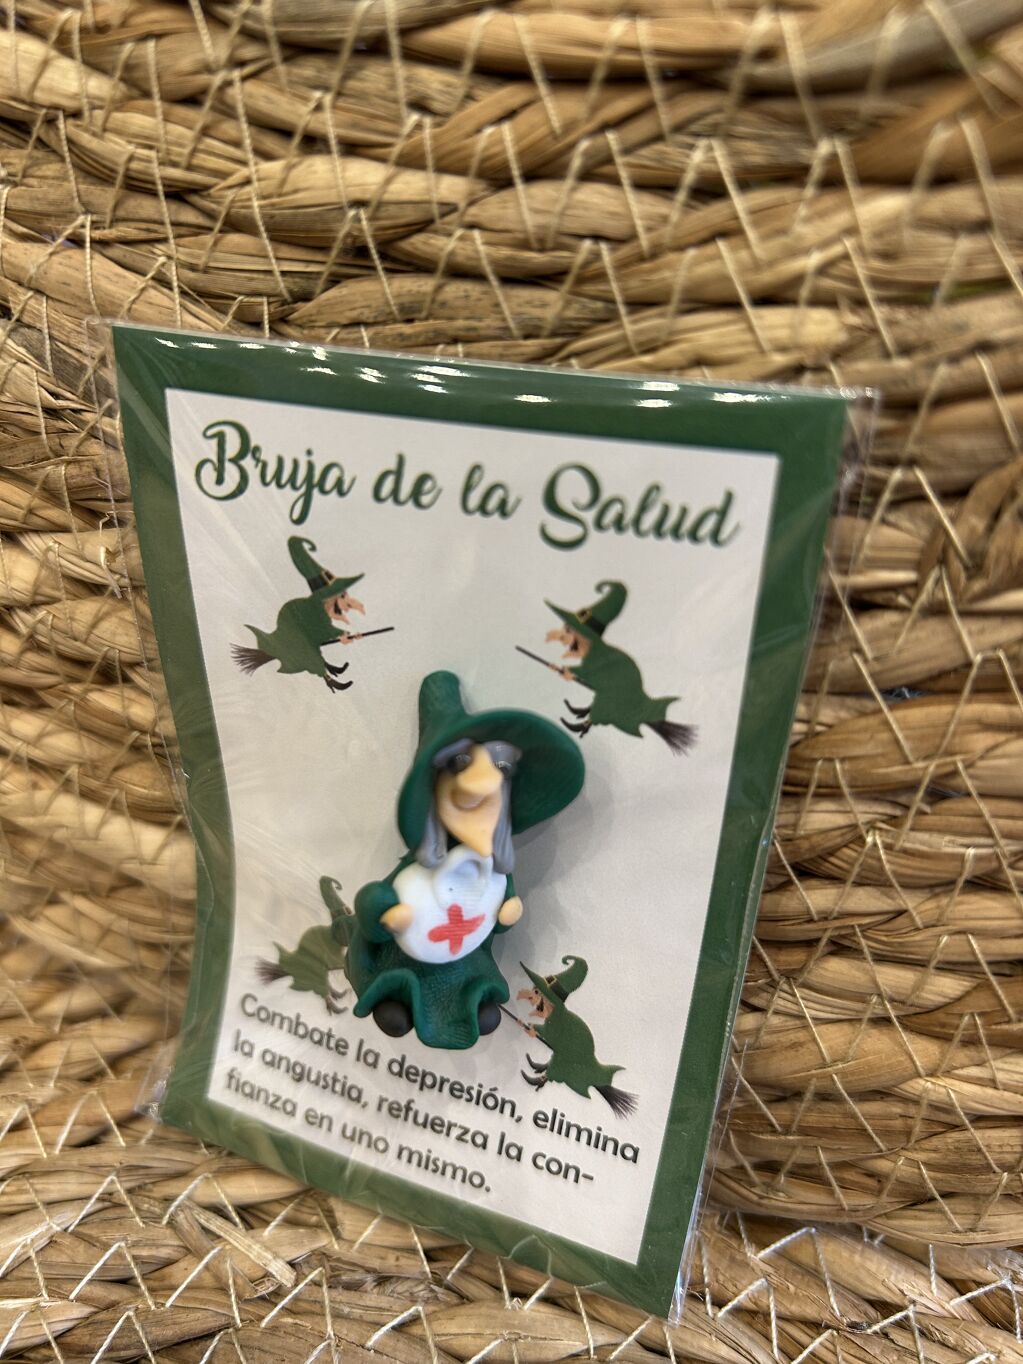 Bruja de la Salud
Combate la depresión, elimina
la angustia, refuerza la con-
fianza en uno mismo.